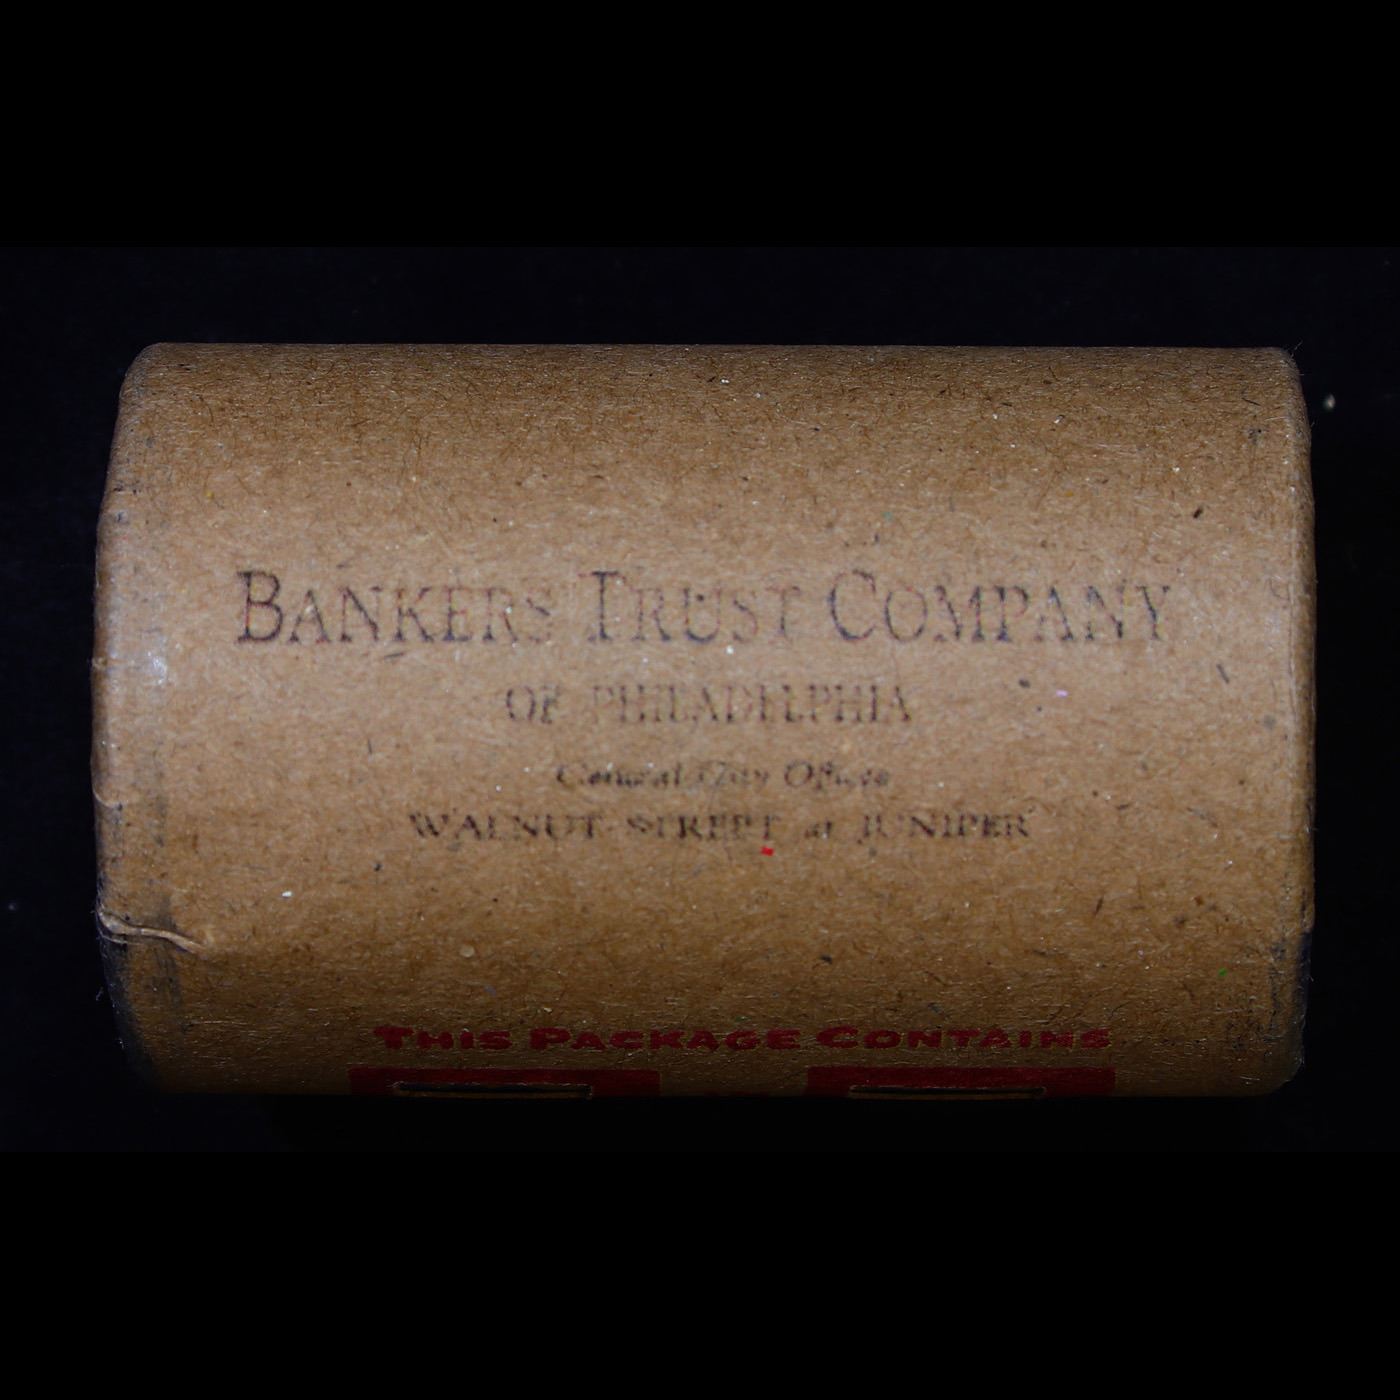 BANKERS TRUST COMPANY
OF PHILADELPHIA
Central City Offices
WALNUT STREET at JUNIPER
THIS PACKAGE CONTAINS